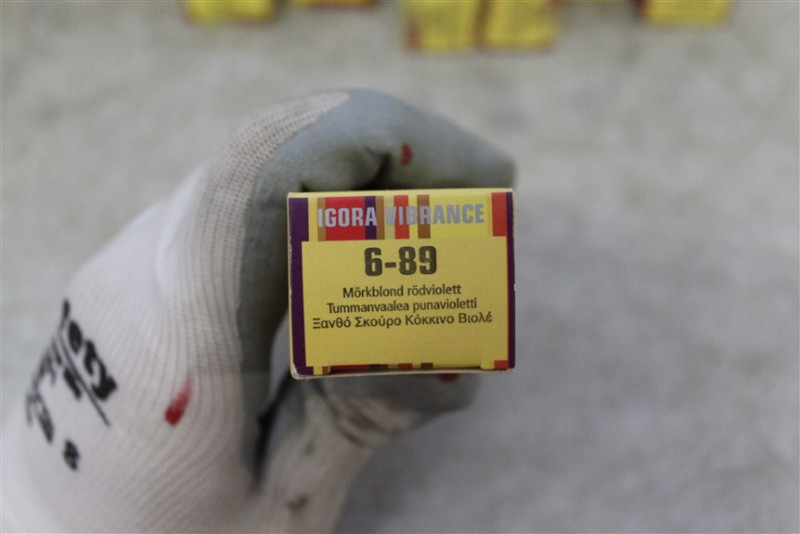 IGORA VIBRANCE
6-89
Mörkblond rödviolett
Tummanvaalea punavioletti
Ξανθό Σκούρο Κόκκινο Βιολέ